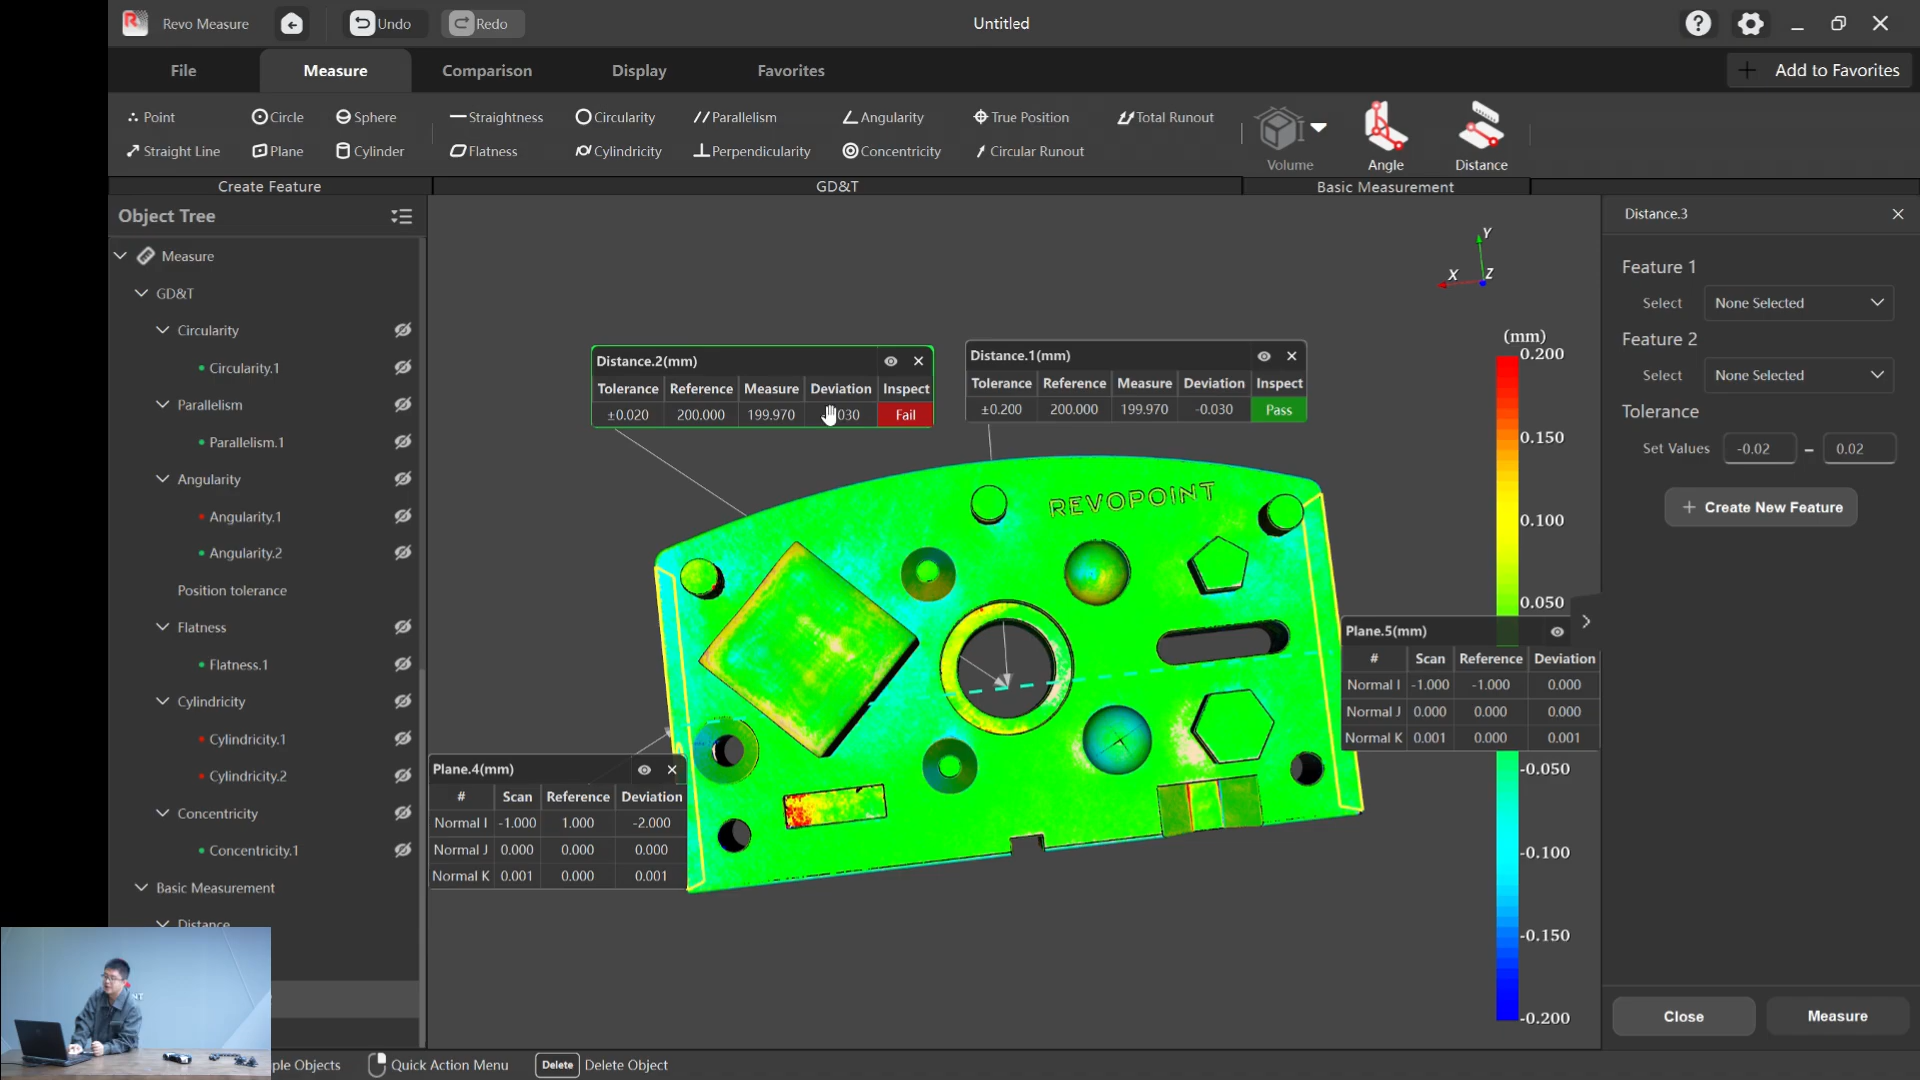 Revo Measure
Undo
Redo
Untitled
File
Measure
Comparison
Display
Favorites
Add to Favorites
Point
Circle
Sphere
Straightness
Circularity
Parallelism
Angularity
True Position
Total Runout
Straight Line
Plane
Cylinder
Flatness
Cylindricity
Perpendicularity
Concentricity
Circular Runout
Volume
Angle
Distance
Create Feature
GD&T
Basic Measurement
Object Tree
Measure
GD&T
Circularity
Circularity.1
Parallelism
Parallelism.1
Angularity
Angularity.1
Angularity.2
Position tolerance
Flatness
Flatness.1
Cylindricity
Cylindricity.1
Cylindricity.2
Concentricity
Concentricity.1
Basic Measurement
Distance
Y
X
Z
Distance.2(mm)
Tolerance Reference Measure Deviation Inspect
±0.020 200.000 199.970 030 Fail
Distance.1(mm)
Tolerance Reference Measure Deviation Inspect
±0.200 200.000 199.970 -0.030 Pass
REVOPOINT
Plane.5(mm)
# Scan Reference Deviation
Normal I -1.000 -1.000 0.000
Normal J 0.000 0.000 0.000
Normal K 0.001 0.000 0.001
Plane.4(mm)
# Scan Reference Deviation
Normal I -1.000 1.000 -2.000
Normal J 0.000 0.000 0.000
Normal K 0.001 0.000 0.001
(mm)
0.200
0.150
0.100
0.050
-0.050
-0.100
-0.150
-0.200
Distance.3
Feature 1
Select None Selected
Feature 2
Select None Selected
Tolerance
Set Values -0.02 – 0.02
+ Create New Feature
Close
Measure
ple Objects
Quick Action Menu
Delete Delete Object